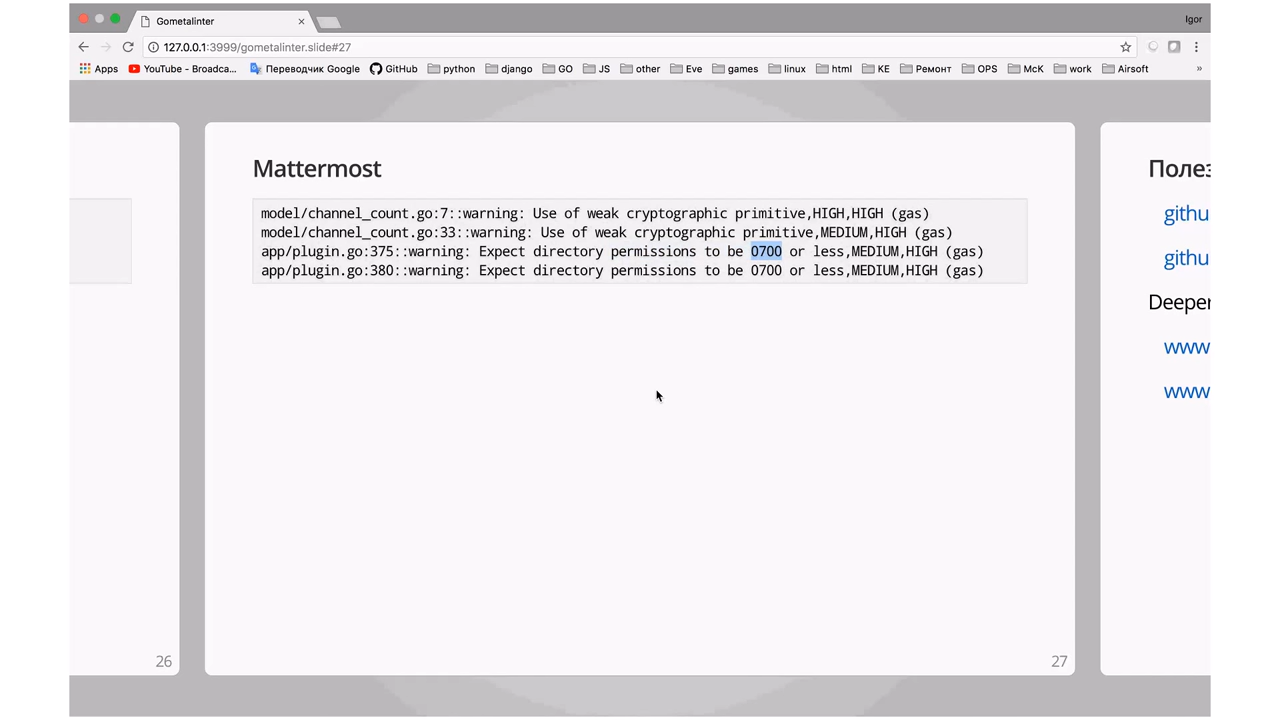 Gometalinter
Igor
127.0.0.1:3999/gometalinter.slide#27
Apps YouTube - Broadca... Переводчик Google GitHub python django GO JS other Eve games linux html KE Ремонт OPS McK work Airsoft »
Mattermost
model/channel_count.go:7::warning: Use of weak cryptographic primitive,HIGH,HIGH (gas)
model/channel_count.go:33::warning: Use of weak cryptographic primitive,MEDIUM,HIGH (gas)
app/plugin.go:375::warning: Expect directory permissions to be 0700 or less,MEDIUM,HIGH (gas)
app/plugin.go:380::warning: Expect directory permissions to be 0700 or less,MEDIUM,HIGH (gas)
26
27
Полез
githu
githu
Deeper
www
www